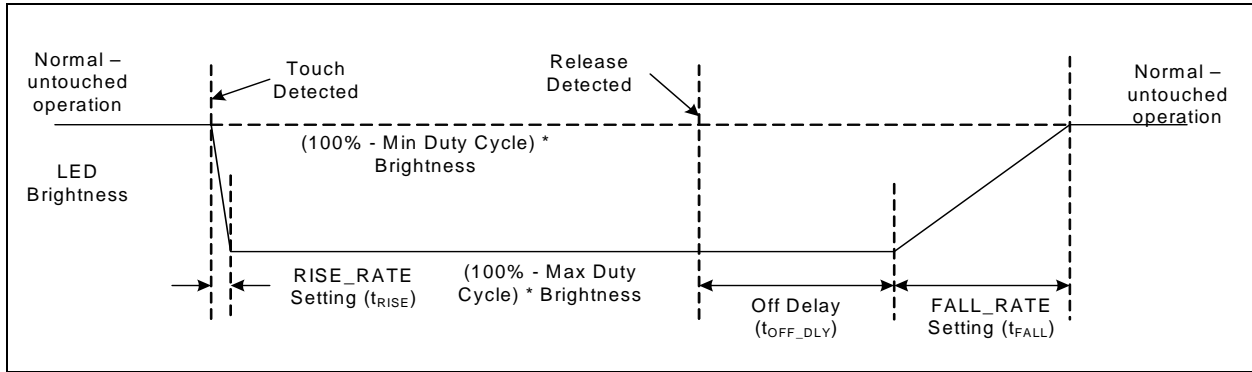 Normal –
untouched
operation
Touch
Detected
Release
Detected
Normal –
untouched
operation
(100% - Min Duty Cycle) *
Brightness
LED
Brightness
RISE_RATE
Setting (tRISE)
(100% - Max Duty
Cycle) * Brightness
Off Delay
(tOFF_DLY)
FALL_RATE
Setting (tFALL)